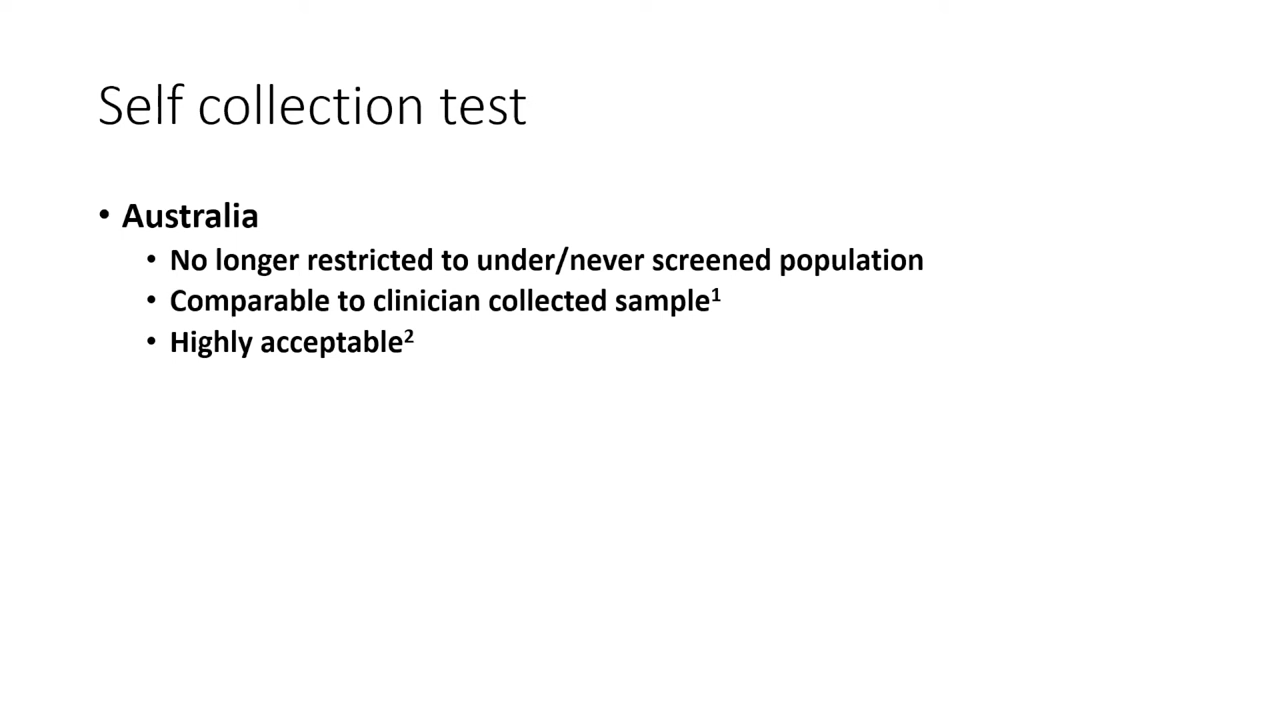 Self collection test
• Australia
• No longer restricted to under/never screened population
• Comparable to clinician collected sample¹
• Highly acceptable²